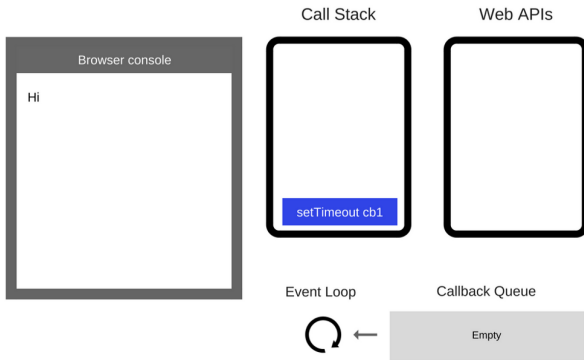 Call Stack
Web APIs
Browser console
Hi
setTimeout cb1
Event Loop
Callback Queue
Empty